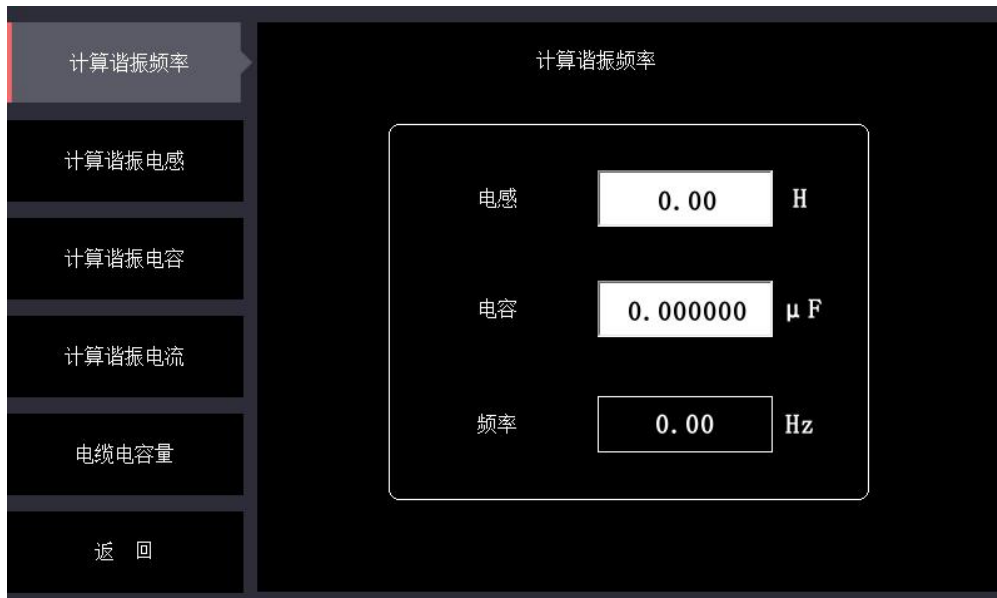 计算谐振频率
计算谐振电感
计算谐振电容
计算谐振电流
电缆电容量
返 回
计算谐振频率
电感 0.00 H
电容 0.000000 μF
频率 0.00 Hz